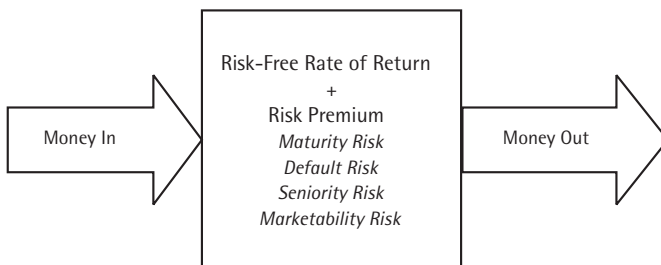 Money In
Risk-Free Rate of Return
+
Risk Premium
Maturity Risk
Default Risk
Seniority Risk
Marketability Risk
Money Out